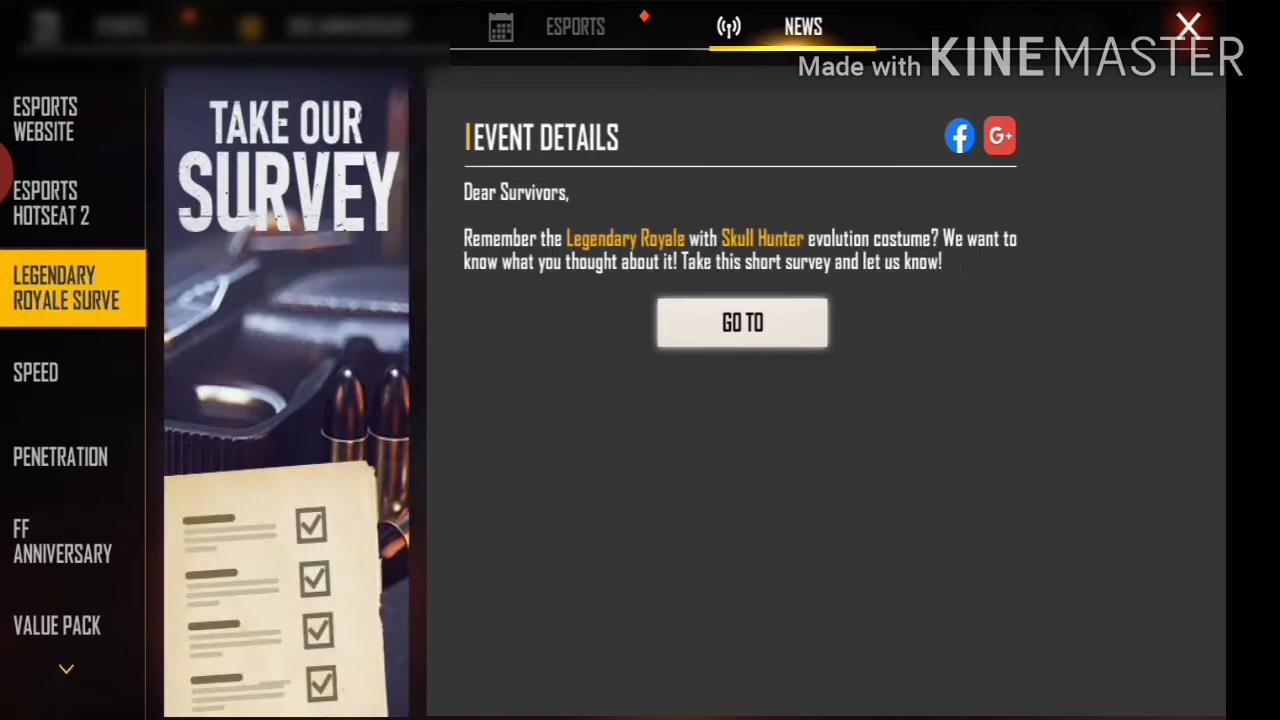 ESPORTS
NEWS
Made with KINEMASTER
ESPORTS
WEBSITE
ESPORTS
HOTSEAT 2
LEGENDARY
ROYALE SURVE
SPEED
PENETRATION
FF
ANNIVERSARY
VALUE PACK
TAKE OUR
SURVEY
EVENT DETAILS
G+
Dear Survivors,
Remember the Legendary Royale with Skull Hunter evolution costume? We want to
know what you thought about it! Take this short survey and let us know!
GO TO